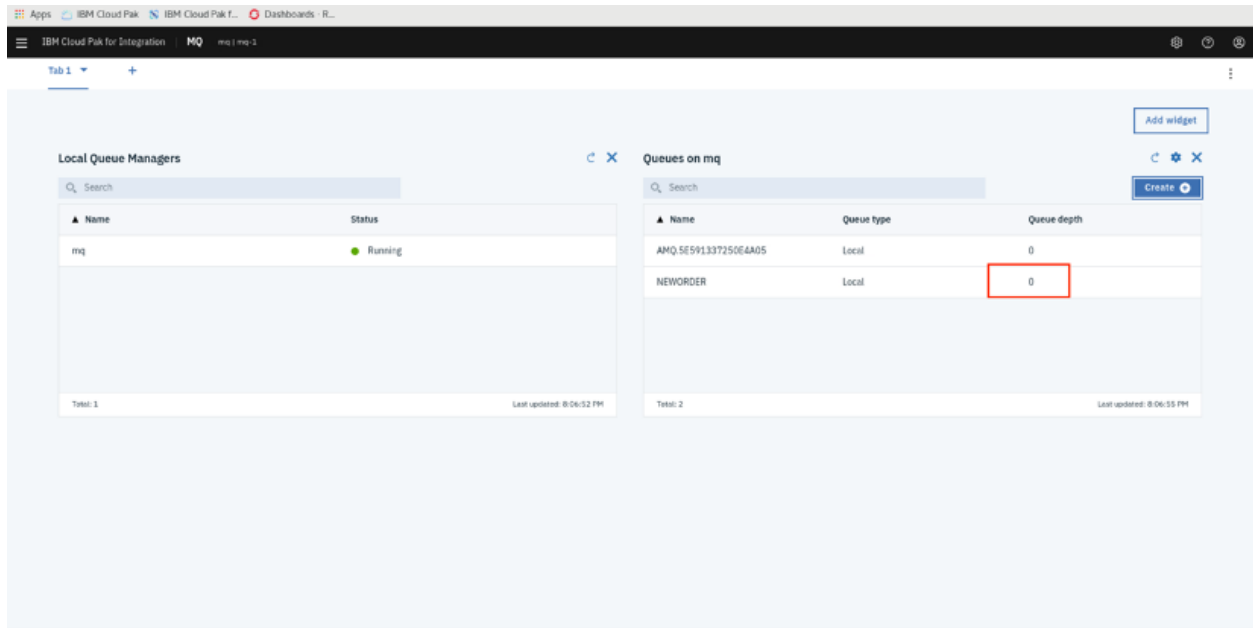 Apps IBM Cloud Pak IBM Cloud Pak f... Dashboards - R...
IBM Cloud Pak for Integration | MQ mq | mq-1
Tab 1 +
Add widget
Local Queue Managers
Search
Name Status
mq Running
Total: 1 Last updated: 8:06:52 PM
Queues on mq
Search Create
Name Queue type Queue depth
AMQ.5E591337250E4A05 Local 0
NEWORDER Local 0
Total: 2 Last updated: 8:06:55 PM